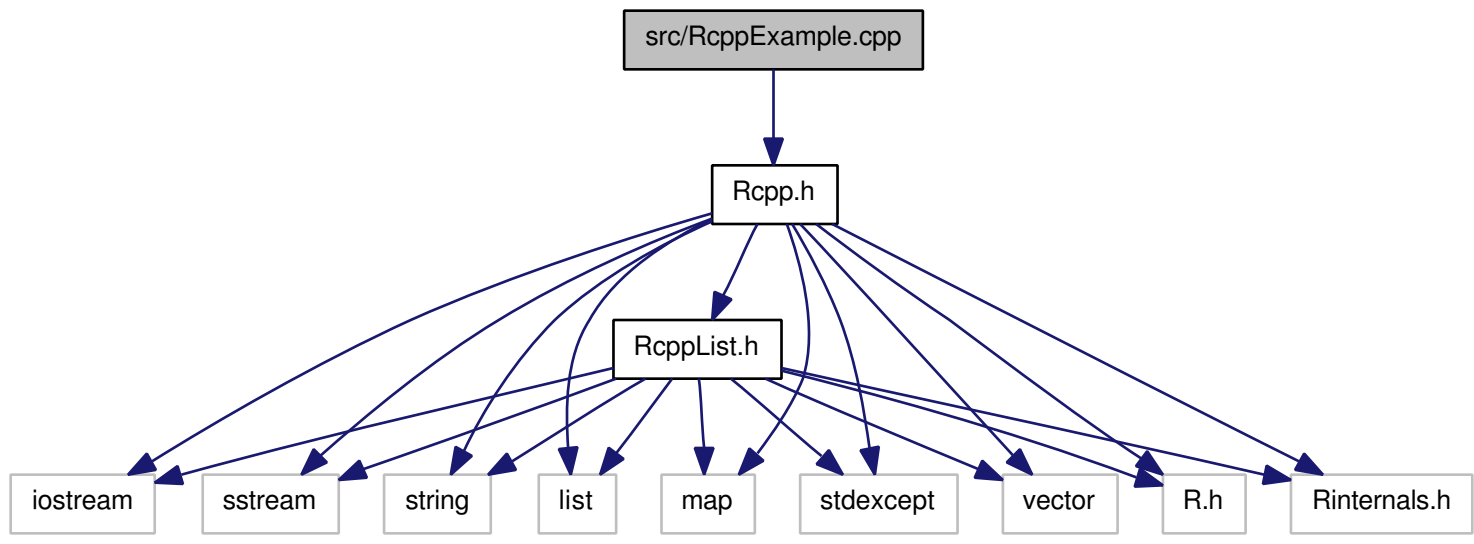 src/RcppExample.cpp
Rcpp.h
RcppList.h
iostream
sstream
string
list
map
stdexcept
vector
R.h
Rinternals.h